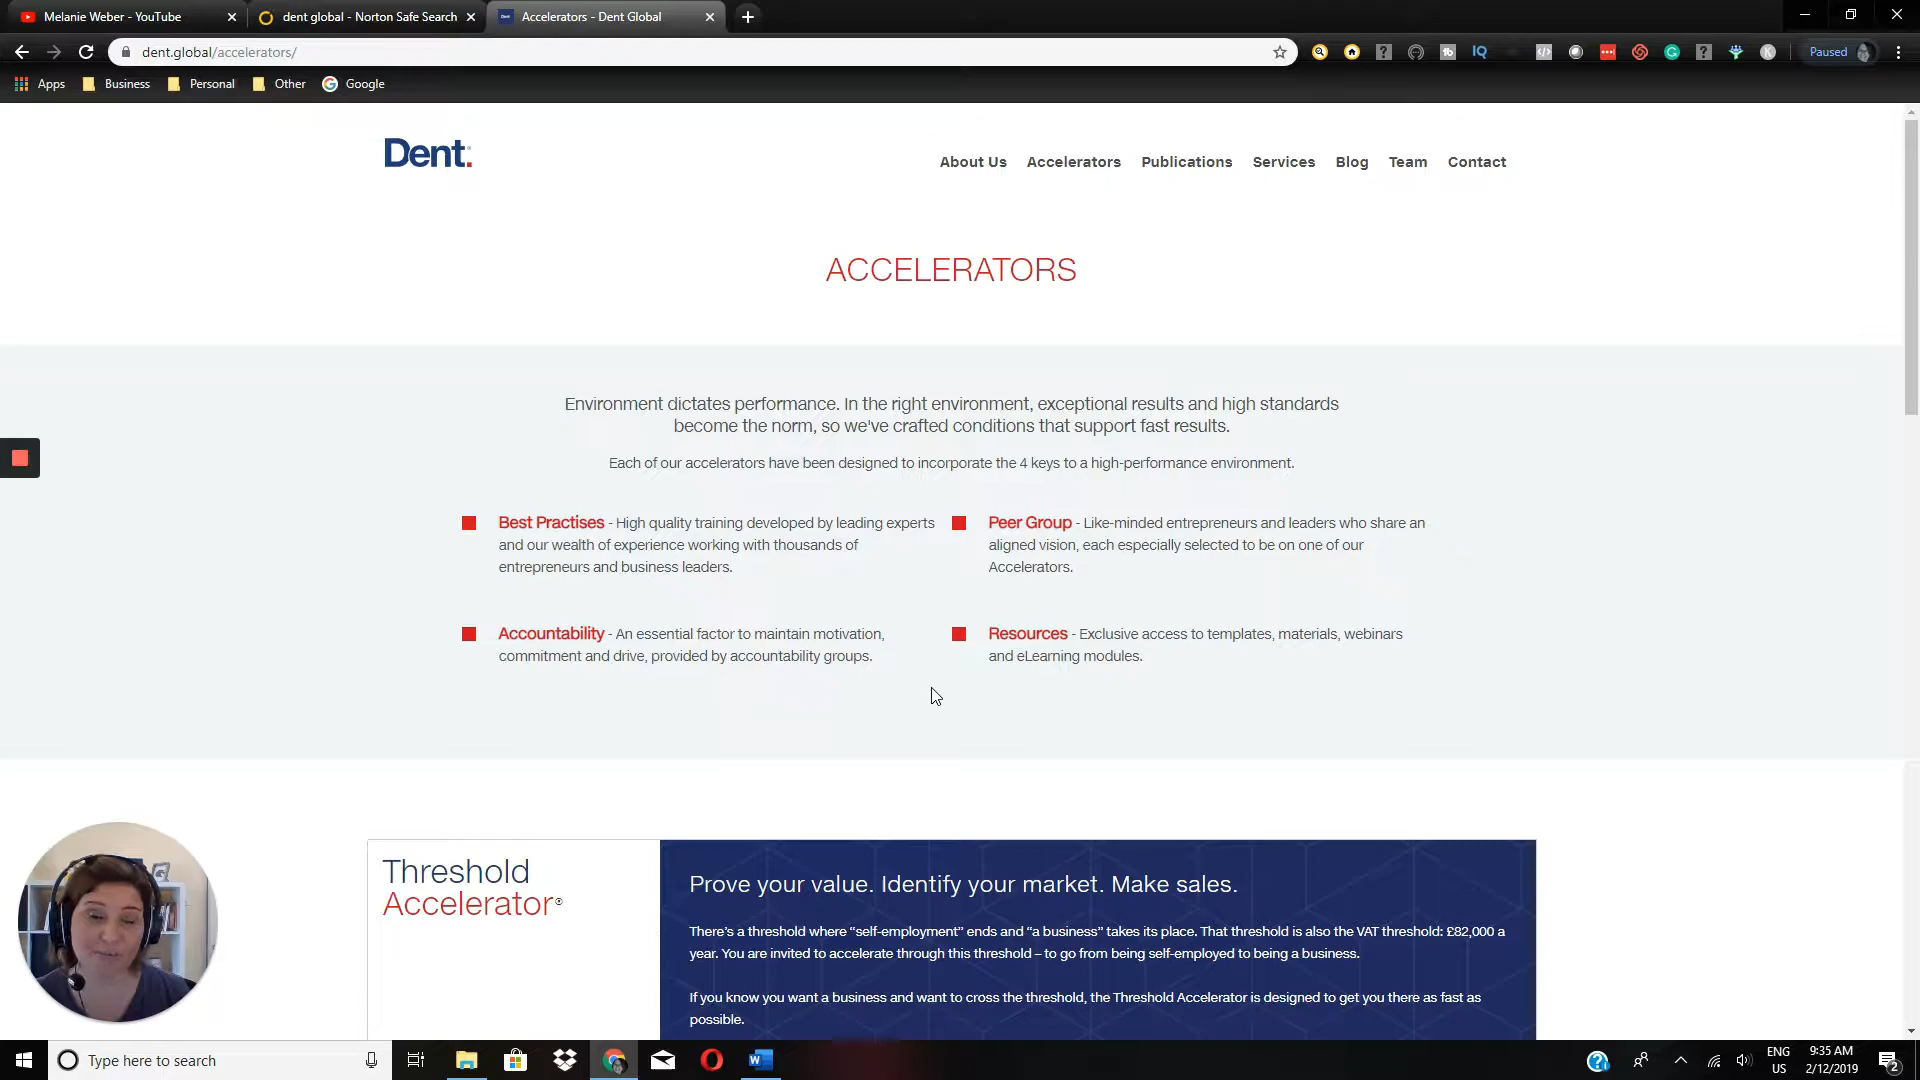 Melanie Weber - YouTube
dent global - Norton Safe Search
Dent
Accelerators - Dent Global
dent.global/accelerators/
IQ
Paused
Apps
Business
Personal
Other
Google
Dent:
About Us
Accelerators
Publications
Services
Blog
Team
Contact
ACCELERATORS
Environment dictates performance. In the right environment, exceptional results and high standards
become the norm, so we've crafted conditions that support fast results.
Each of our accelerators have been designed to incorporate the 4 keys to a high-performance environment.
Best Practises - High quality training developed by leading experts
and our wealth of experience working with thousands of
entrepreneurs and business leaders.
Peer Group - Like-minded entrepreneurs and leaders who share an
aligned vision, each especially selected to be on one of our
Accelerators.
Accountability - An essential factor to maintain motivation,
commitment and drive, provided by accountability groups.
Resources - Exclusive access to templates, materials, webinars
and eLearning modules.
Threshold
Accelerator®
Prove your value. Identify your market. Make sales.
There's a threshold where “self-employment” ends and “a business” takes its place. That threshold is also the VAT threshold: £82,000 a
year. You are invited to accelerate through this threshold – to go from being self-employed to being a business.
If you know you want a business and want to cross the threshold, the Threshold Accelerator is designed to get you there as fast as
possible.
Type here to search
ENG
US
9:35 AM
2/12/2019
2